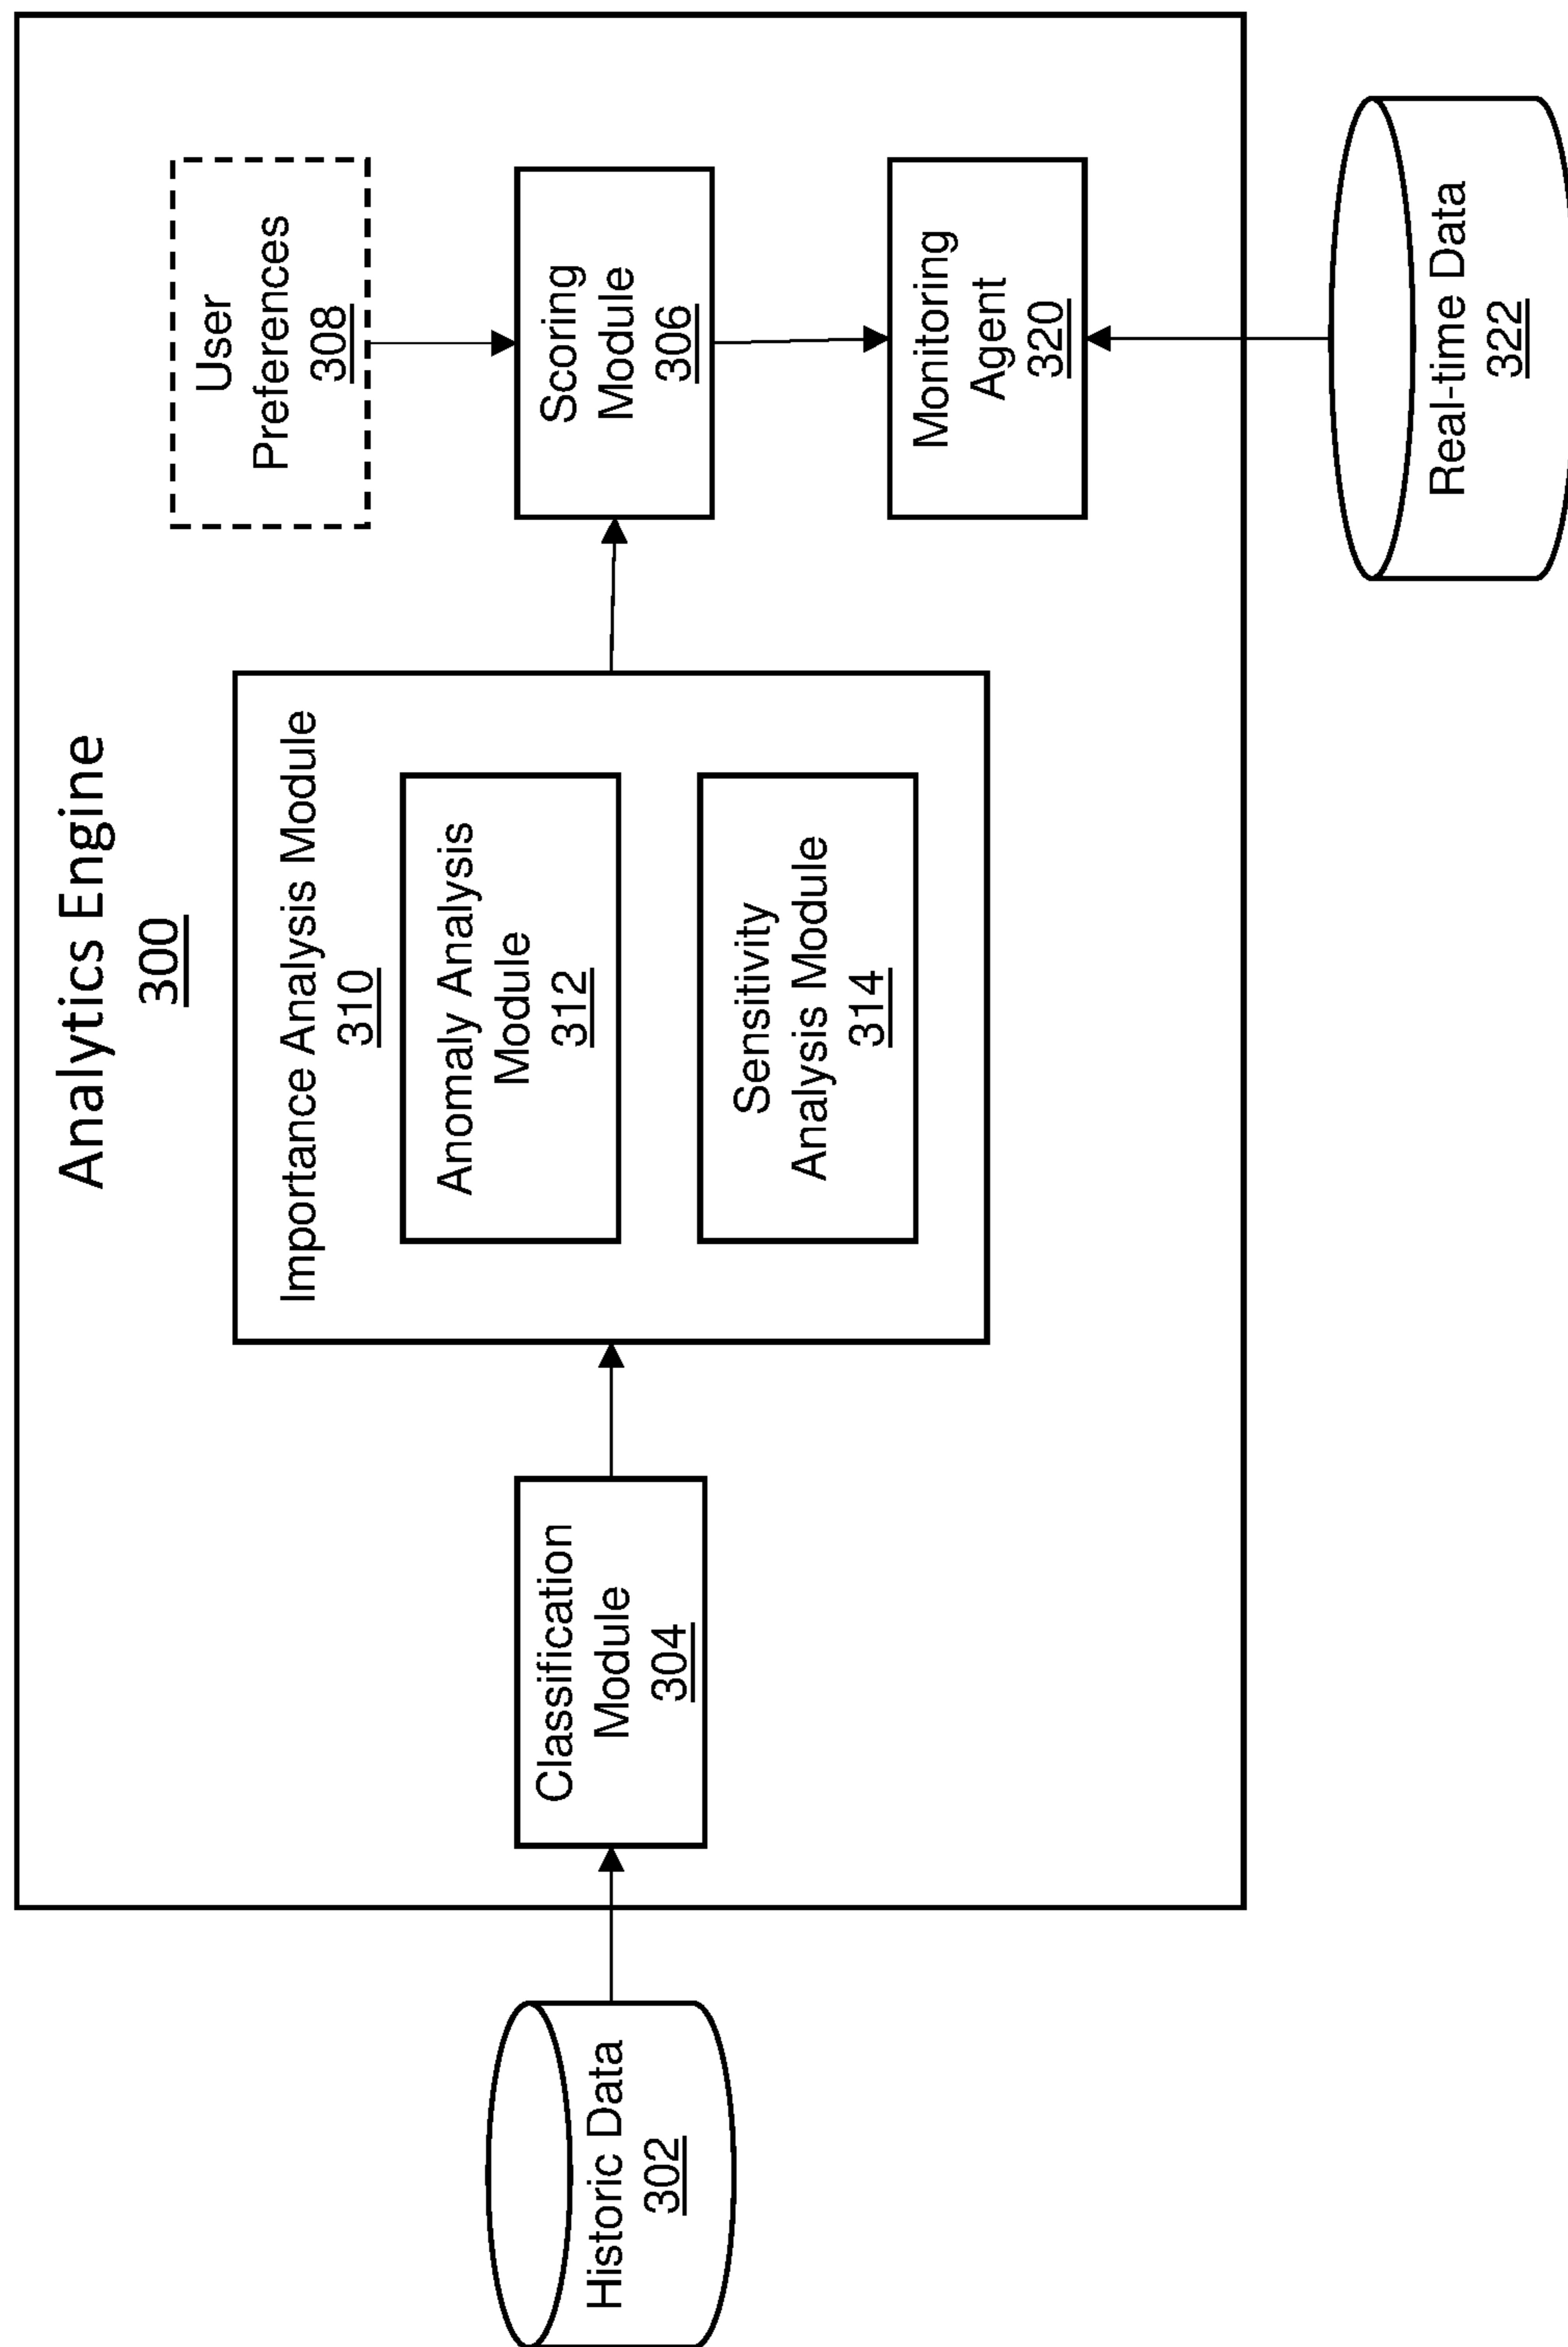 Analytics Engine
300
Historic Data
302
Classification
Module
304
Importance Analysis Module
310
Anomaly Analysis
Module
312
Sensitivity
Analysis Module
314
User
Preferences
308
Scoring
Module
306
Monitoring
Agent
320
Real-time Data
322